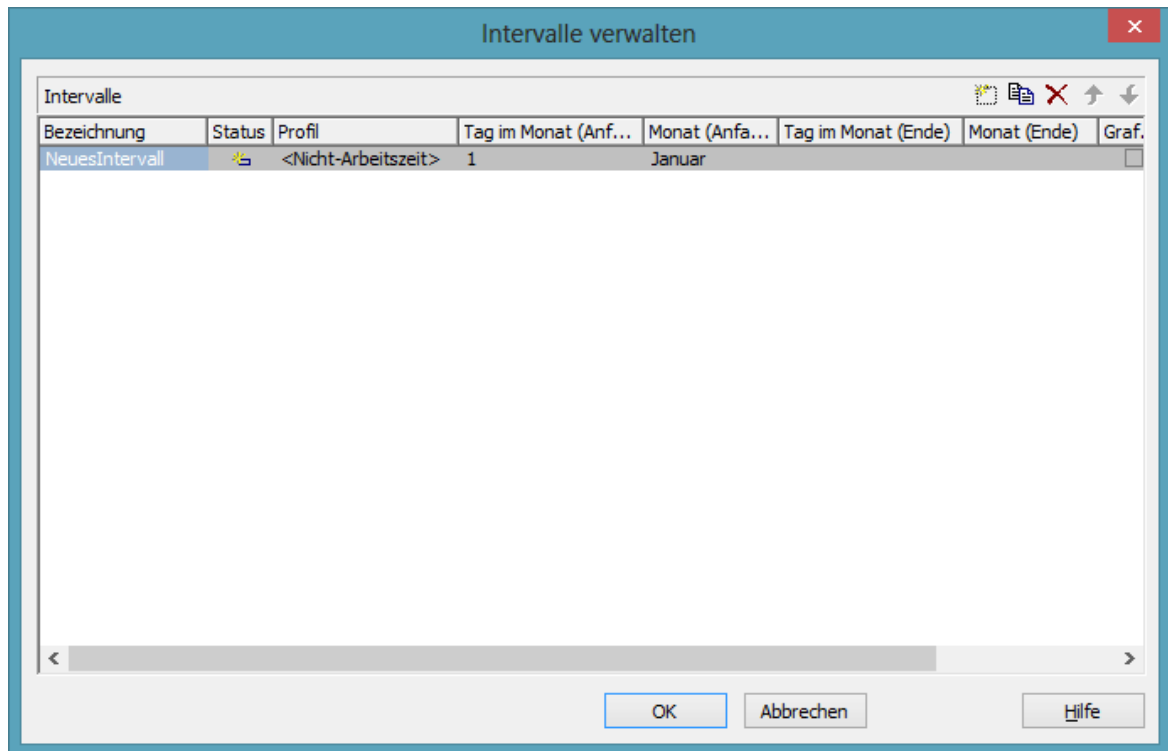 Intervalle verwalten
Intervalle
Bezeichnung Status Profil Tag im Monat (Anf... Monat (Anfa... Tag im Monat (Ende) Monat (Ende) Graf.
NeuesIntervall <Nicht-Arbeitszeit> 1 Januar
OK Abbrechen Hilfe